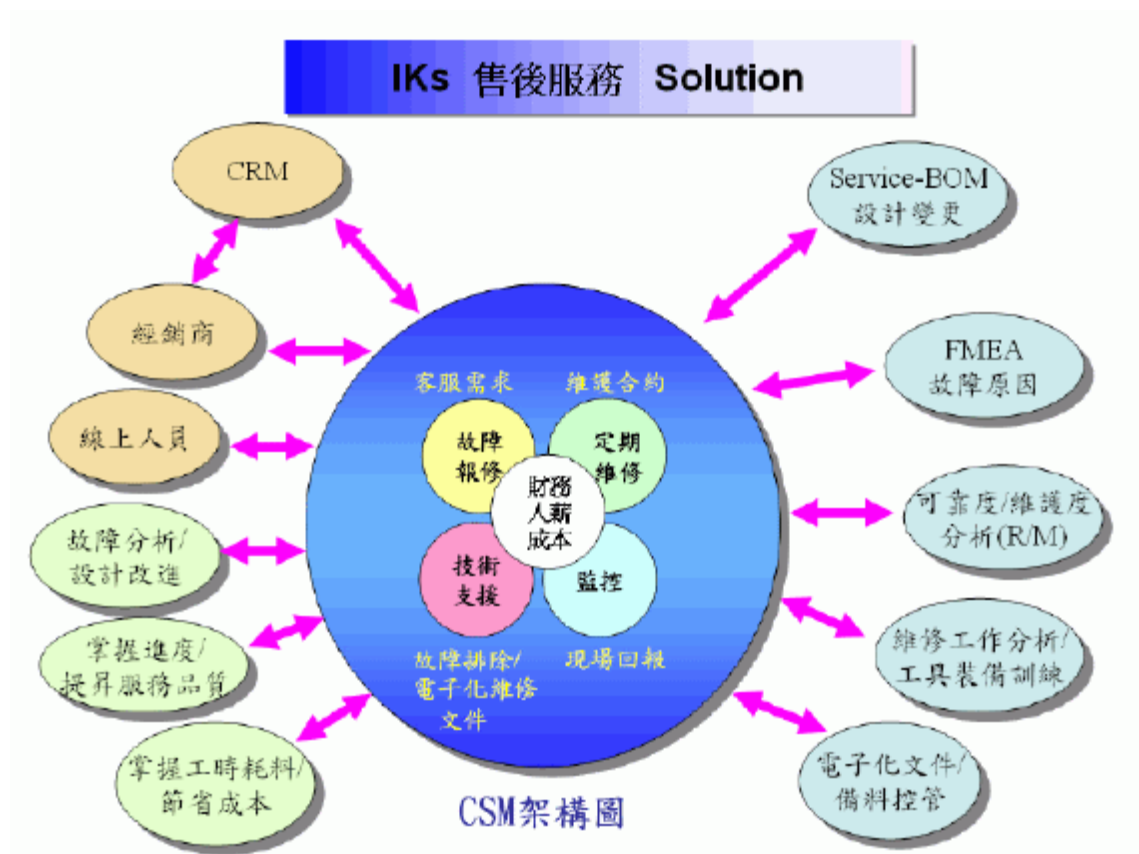 IKs 售後服務 Solution
CRM
經銷商
線上人員
故障分析/
設計改進
掌握進度/
提昇服務品質
掌握工時耗料/
節省成本
客服需求
維護合約
故障
報修
定期
維修
財務
人薪
成本
技術
支援
監控
故障排除/
電子化維修
文件
現場回報
CSM架構圖
Service-BOM
設計變更
FMEA
故障原因
可靠度/維護度
分析(R/M)
維修工作分析/
工具裝備訓練
電子化文件/
備料控管